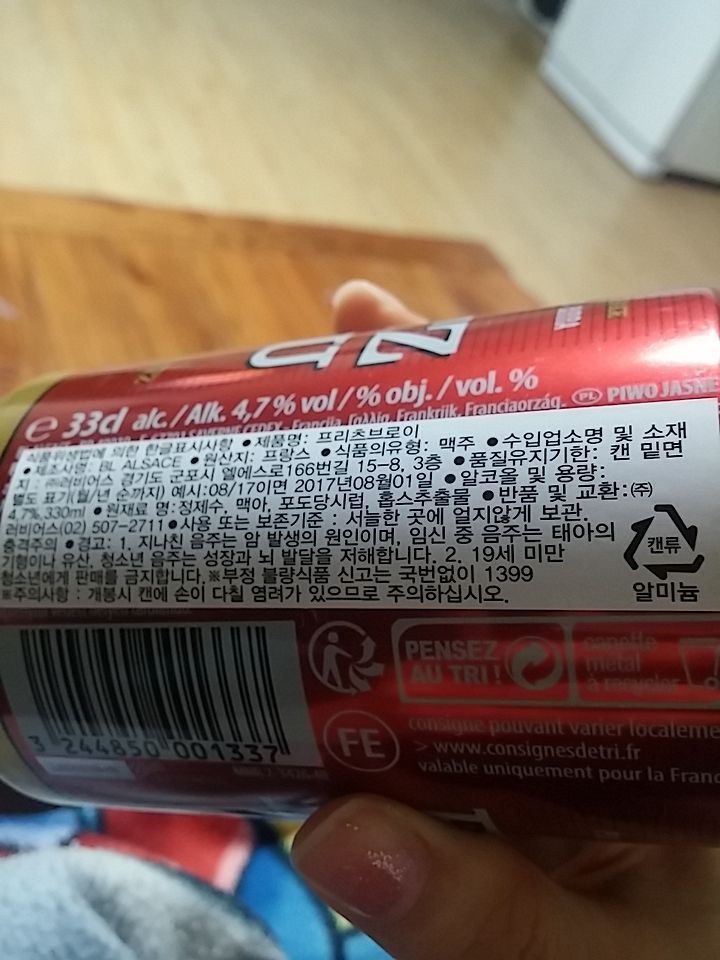 e 33cl alc. / Alk. 4,7 % vol / % obj. / vol. %
CEDEX - Francija, Γαλλία, Frankrijk, Franciaország. PL PIWO JASNE
식품위생법에 의한 한글표시사항 ●제품명: 프리츠브로이
●제조사명: BL ALSACE ●원산지: 프랑스 ●식품의유형: 맥주 ●수입업소명 및 소재
지 : ㈜러비어스 경기도 군포시 엘에스로166번길 15-8, 3층 ●품질유지기한: 캔 밑면
별도 표기(월/년 순까지) 예시:08/17이면 2017년08월01일 ●알코올 및 용량:
4.7% 330ml ●원재료 명:정제수, 맥아, 포도당시럽, 홉스추출물 ●반품 및 교환:㈜
러비어스(02) 507-2711 ●사용 또는 보존기준 : 서늘한 곳에 얼지않게 보관.
충격주의 ●경고: 1. 지나친 음주는 암 발생의 원인이며, 임신 중 음주는 태아의
기형이나 유산, 청소년 음주는 성장과 뇌 발달을 저해합니다. 2. 19세 미만
청소년에게 판매를 금지합니다.※부정 불량식품 신고는 국번없이 1399
※주의사항 : 개봉시 캔에 손이 다칠 염려가 있으므로 주의하십시오.
캔류
알미늄
3 244850 001337
PENSEZ
AU TRI !
canette
métal
à recycler
FE
consigne pouvant varier localeme
> www.consignesdetri.fr
valable uniquement pour la Franc